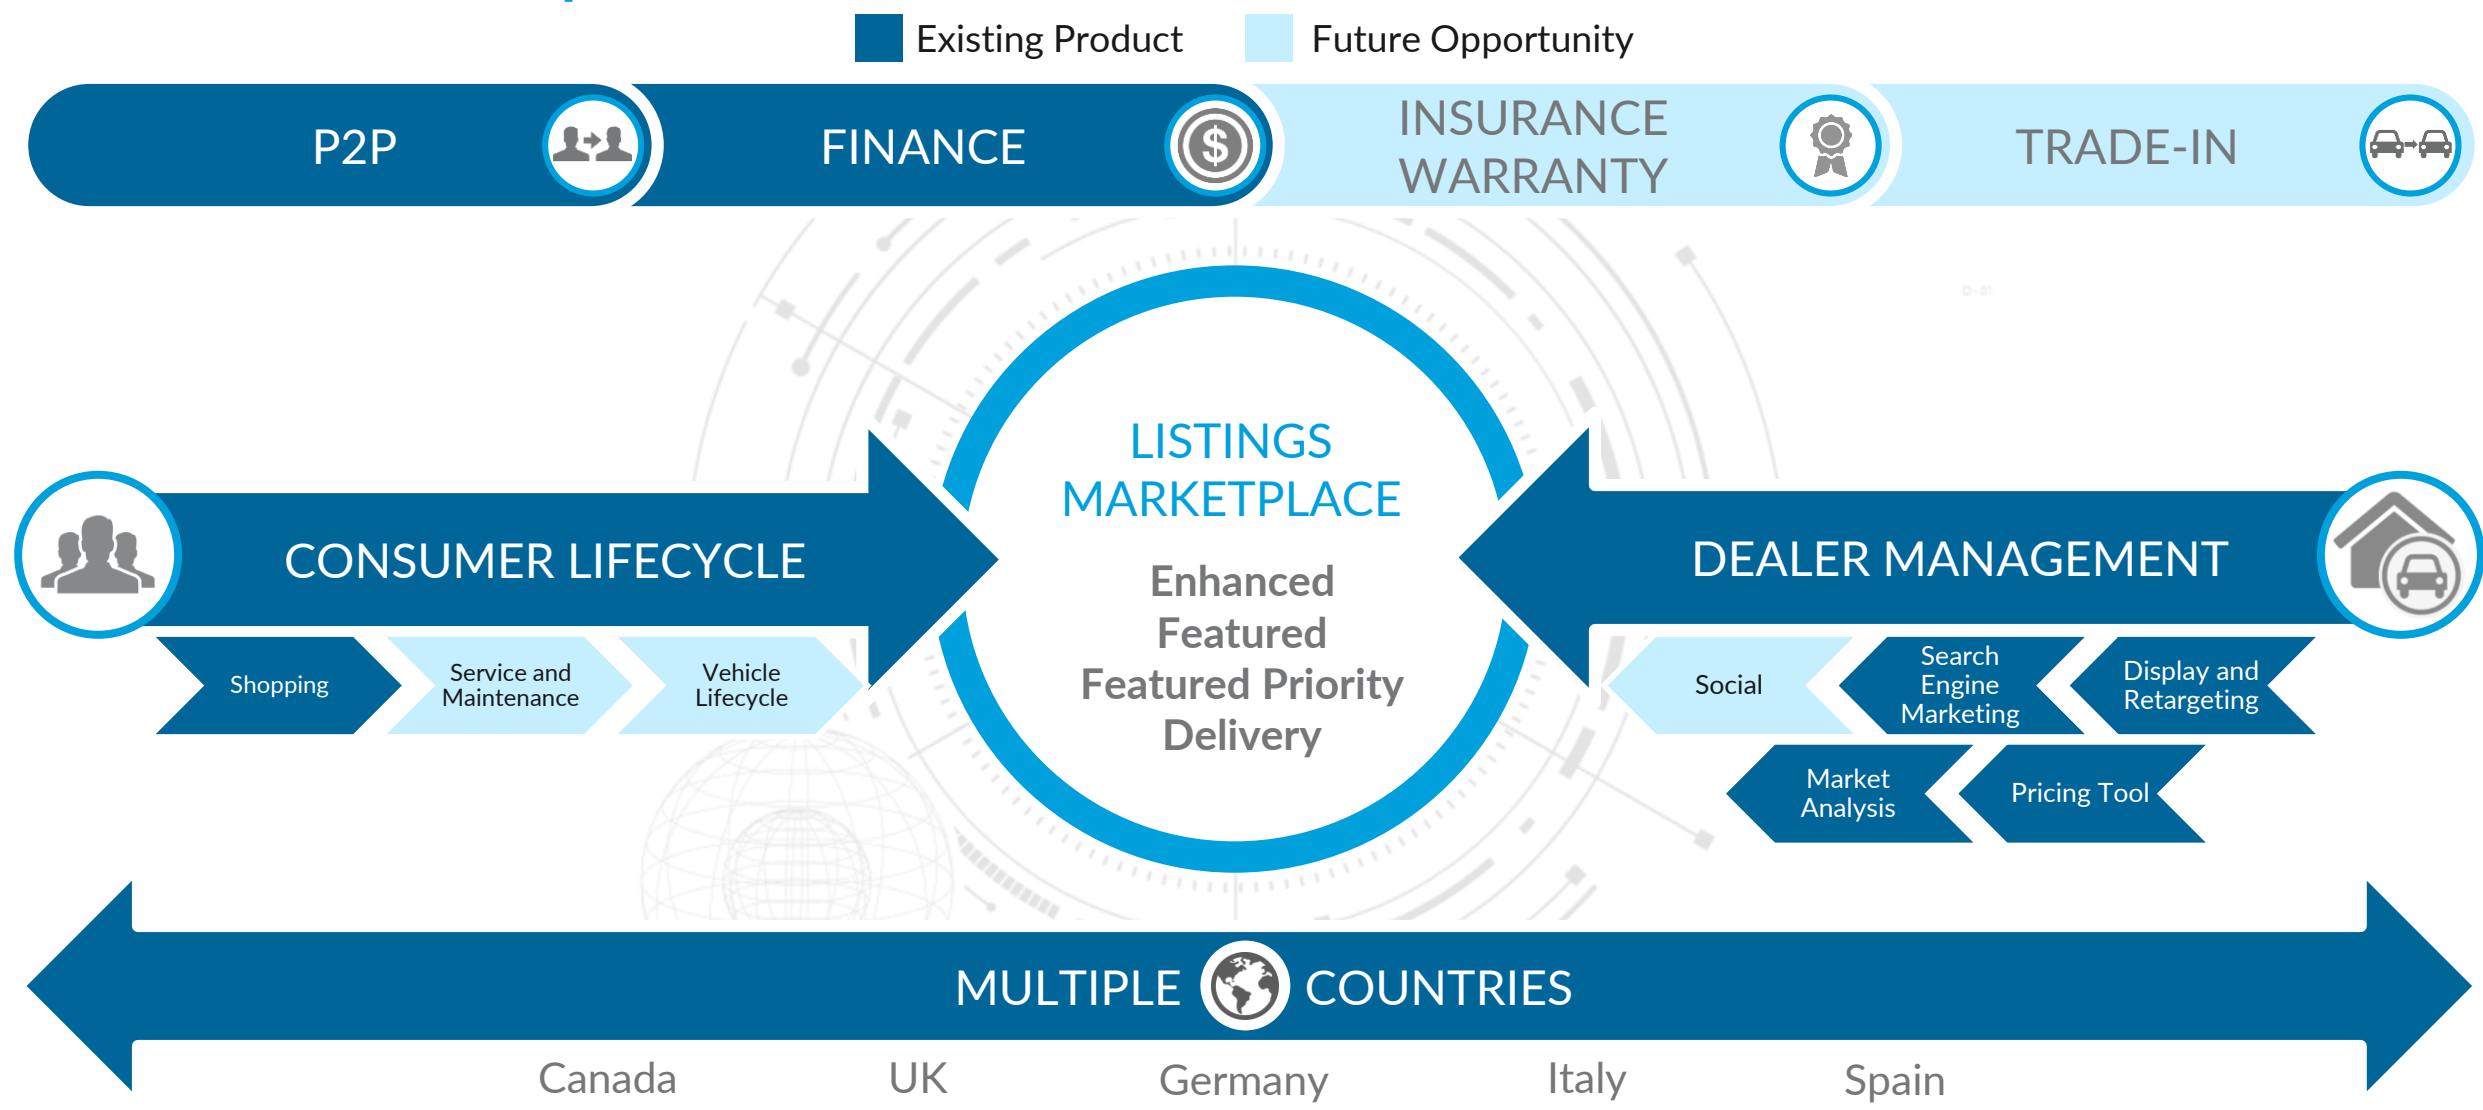 Existing Product
Future Opportunity
P2P
FINANCE
INSURANCE
WARRANTY
TRADE-IN
LISTINGS
MARKETPLACE
Enhanced
Featured
Featured Priority
Delivery
CONSUMER LIFECYCLE
Shopping
Service and
Maintenance
Vehicle
Lifecycle
DEALER MANAGEMENT
Social
Search
Engine
Marketing
Display and
Retargeting
Market
Analysis
Pricing Tool
MULTIPLE COUNTRIES
Canada
UK
Germany
Italy
Spain